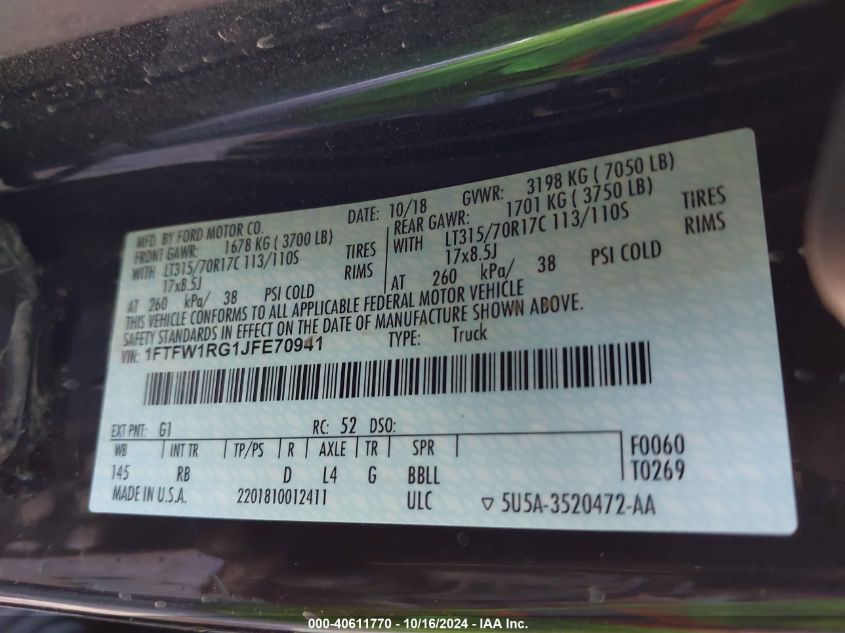 MFD. BY FORD MOTOR CO. DATE: 10/18 GVWR: 3198 KG ( 7050 LB)
FRONT GAWR: 1678 KG ( 3700 LB) REAR GAWR: 1701 KG ( 3750 LB)
WITH LT315/70R17C 113/110S TIRES WITH LT315/70R17C 113/110S TIRES
17x8.5J RIMS 17x8.5J RIMS
AT 260 kPa/ 38 PSI COLD AT 260 kPa/ 38 PSI COLD
THIS VEHICLE CONFORMS TO ALL APPLICABLE FEDERAL MOTOR VEHICLE
SAFETY STANDARDS IN EFFECT ON THE DATE OF MANUFACTURE SHOWN ABOVE.
VIN: 1FTFW1RG1JFE70941 TYPE: Truck
EXT PNT: G1 RC: 52 DSO:
WB INT TR TP/PS R AXLE TR SPR F0060
145 RB D L4 G BBLL T0269
MADE IN U.S.A. 2201810012411 ULC ▽ 5U5A-3520472-AA
000-40611770 - 10/16/2024 - IAA Inc.